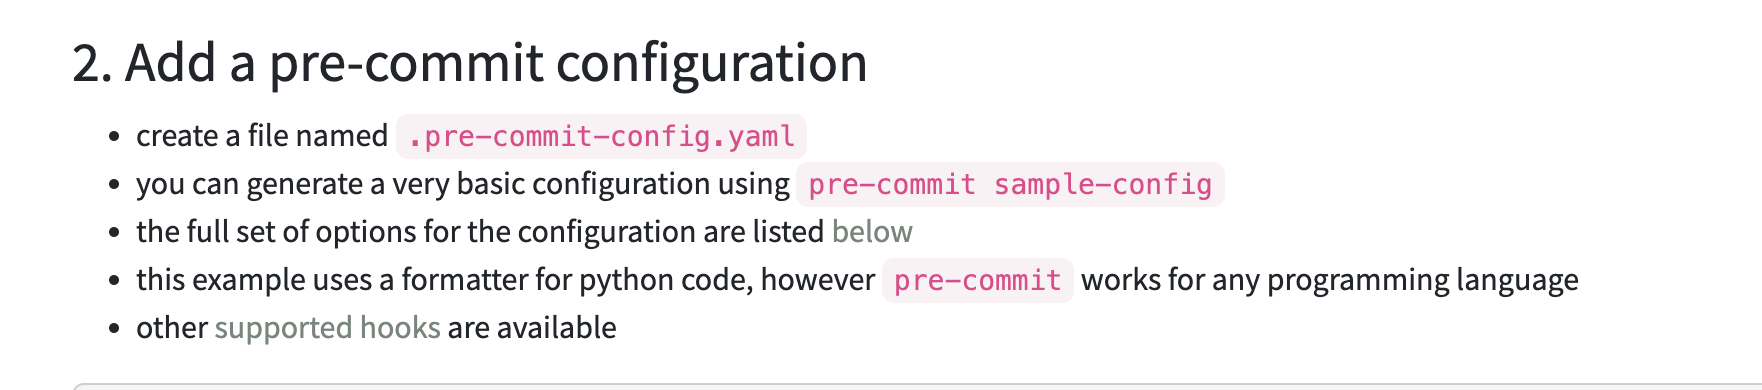 2. Add a pre-commit configuration
• create a file named .pre-commit-config.yaml
• you can generate a very basic configuration using pre-commit sample-config
• the full set of options for the configuration are listed below
• this example uses a formatter for python code, however pre-commit works for any programming language
• other supported hooks are available